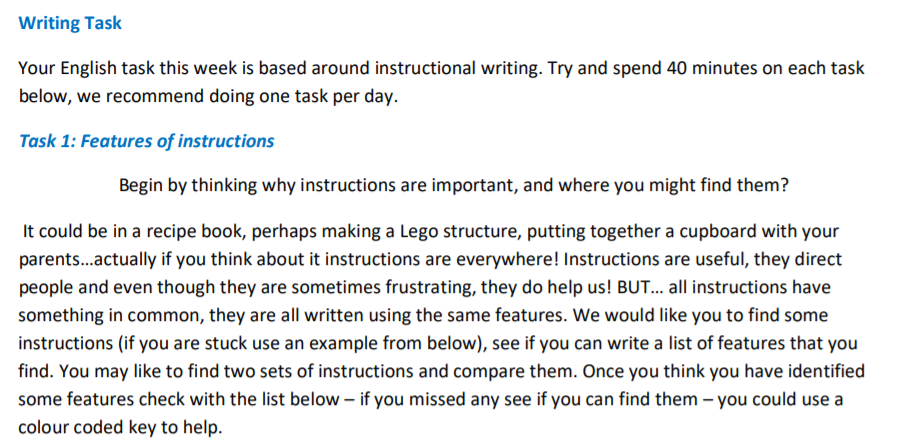 Writing Task
Your English task this week is based around instructional writing. Try and spend 40 minutes on each task
below, we recommend doing one task per day.
Task 1: Features of instructions
Begin by thinking why instructions are important, and where you might find them?
It could be in a recipe book, perhaps making a Lego structure, putting together a cupboard with your
parents...actually if you think about it instructions are everywhere! Instructions are useful, they direct
people and even though they are sometimes frustrating, they do help us! BUT... all instructions have
something in common, they are all written using the same features. We would like you to find some
instructions (if you are stuck use an example from below), see if you can write a list of features that you
find. You may like to find two sets of instructions and compare them. Once you think you have identified
some features check with the list below – if you missed any see if you can find them – you could use a
colour coded key to help.